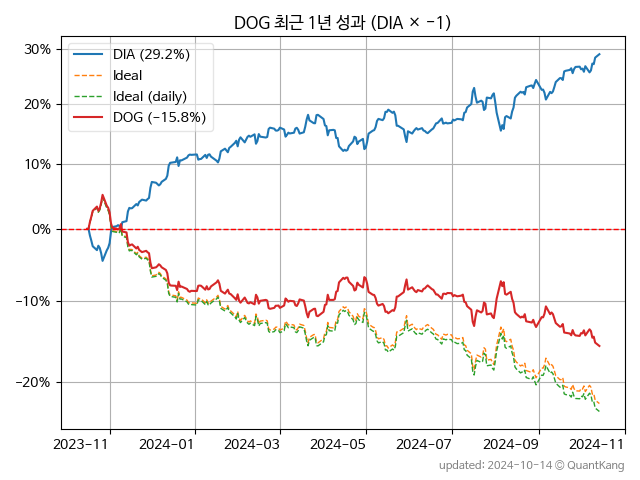 DOG 최근 1년 성과 (DIA × −1)
DIA (29.2%)
Ideal
Ideal (daily)
DOG (−15.8%)
30%
20%
10%
0%
−10%
−20%
2023-11
2024-01
2024-03
2024-05
2024-07
2024-09
2024-11
updated: 2024-10-14 © QuantKang